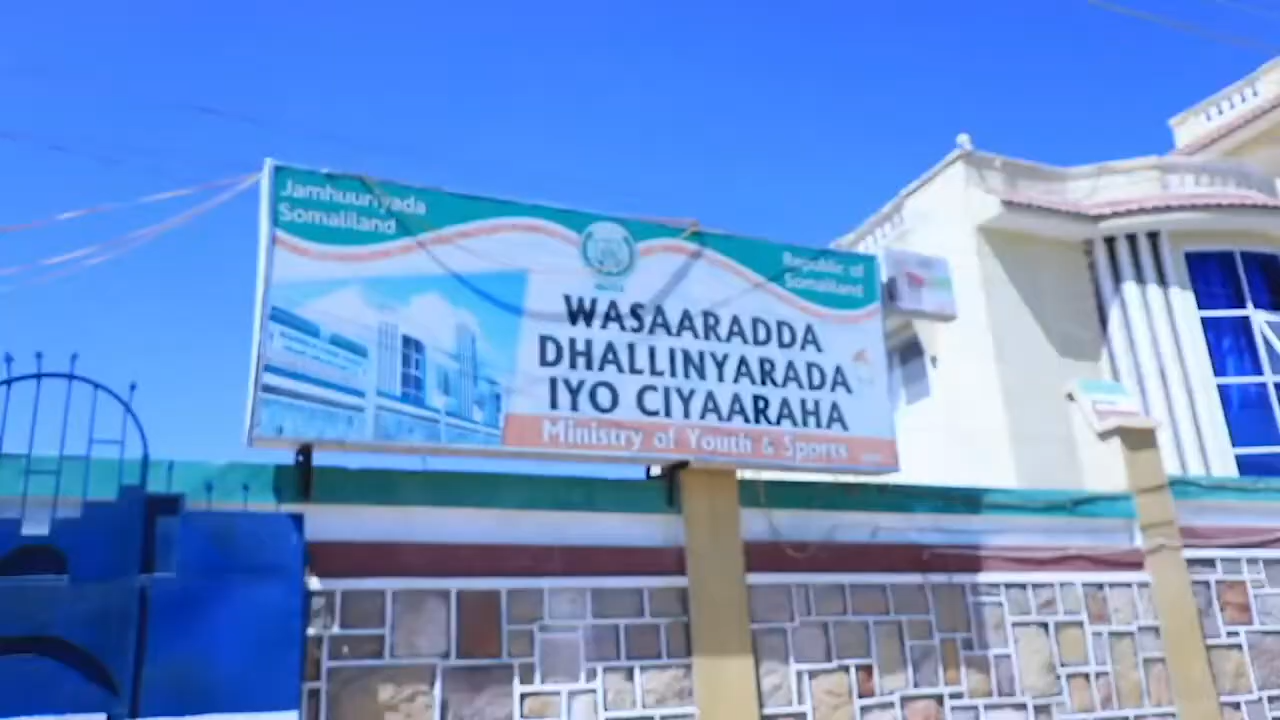 Jamhuuriyada
Somaliland
Republic of
Somaliland
WASAARADDA
DHALLINYARADA
IYO CIYAARAHA
Ministry of Youth & Sports